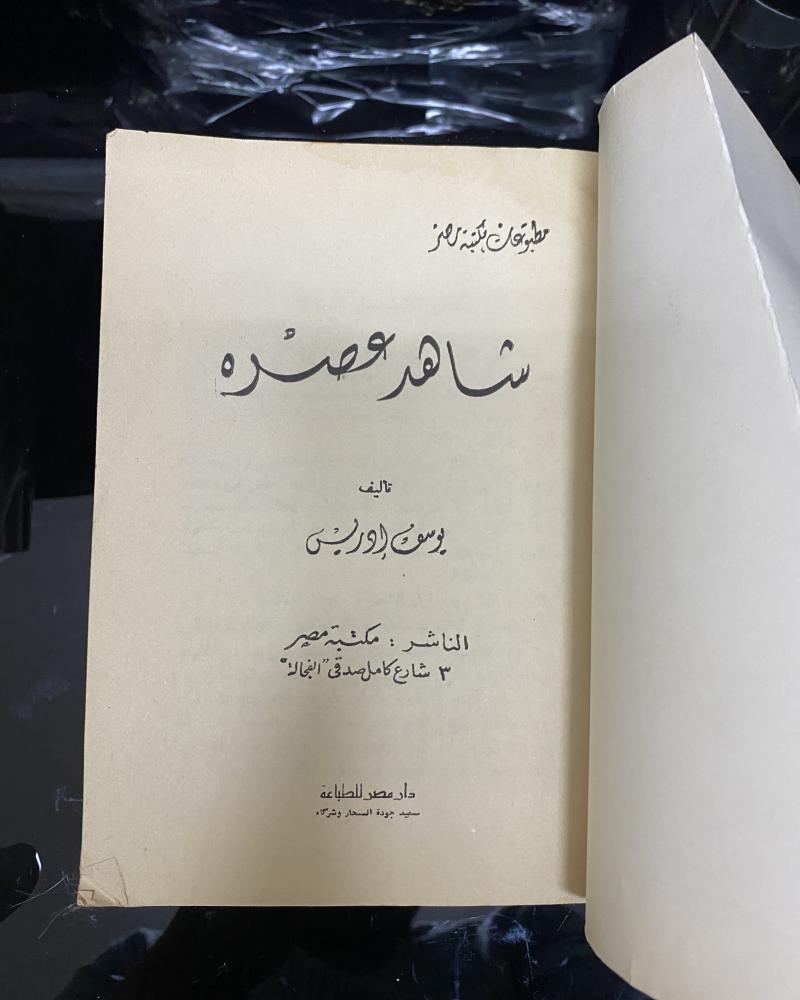 مطبوعات مكتبة مصر
شاهد عصره
تأليف
يوسف إدريس
الناشر : مكتبة مصر
٣ شارع كامل صدقى "الفجالة"
دار مصر للطباعة
سعيد جودة السحار وشركاه